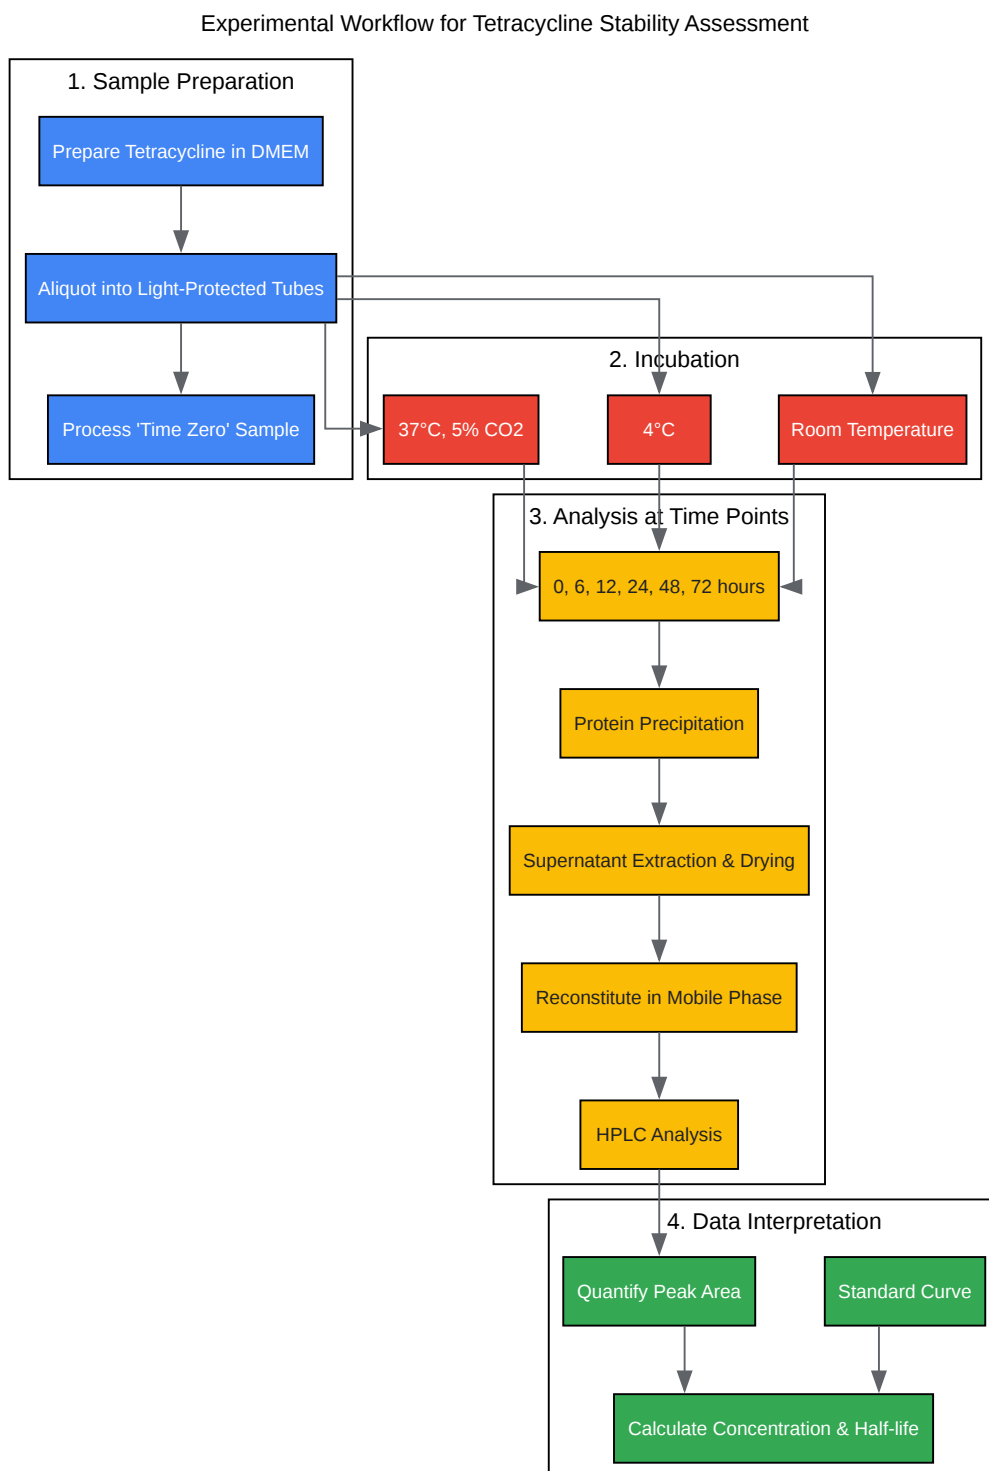 Experimental Workflow for Tetracycline Stability Assessment
1. Sample Preparation
Prepare Tetracycline in DMEM
Aliquot into Light-Protected Tubes
Process 'Time Zero' Sample
2. Incubation
37°C, 5% CO2
4°C
Room Temperature
3. Analysis at Time Points
0, 6, 12, 24, 48, 72 hours
Protein Precipitation
Supernatant Extraction & Drying
Reconstitute in Mobile Phase
HPLC Analysis
4. Data Interpretation
Quantify Peak Area
Standard Curve
Calculate Concentration & Half-life